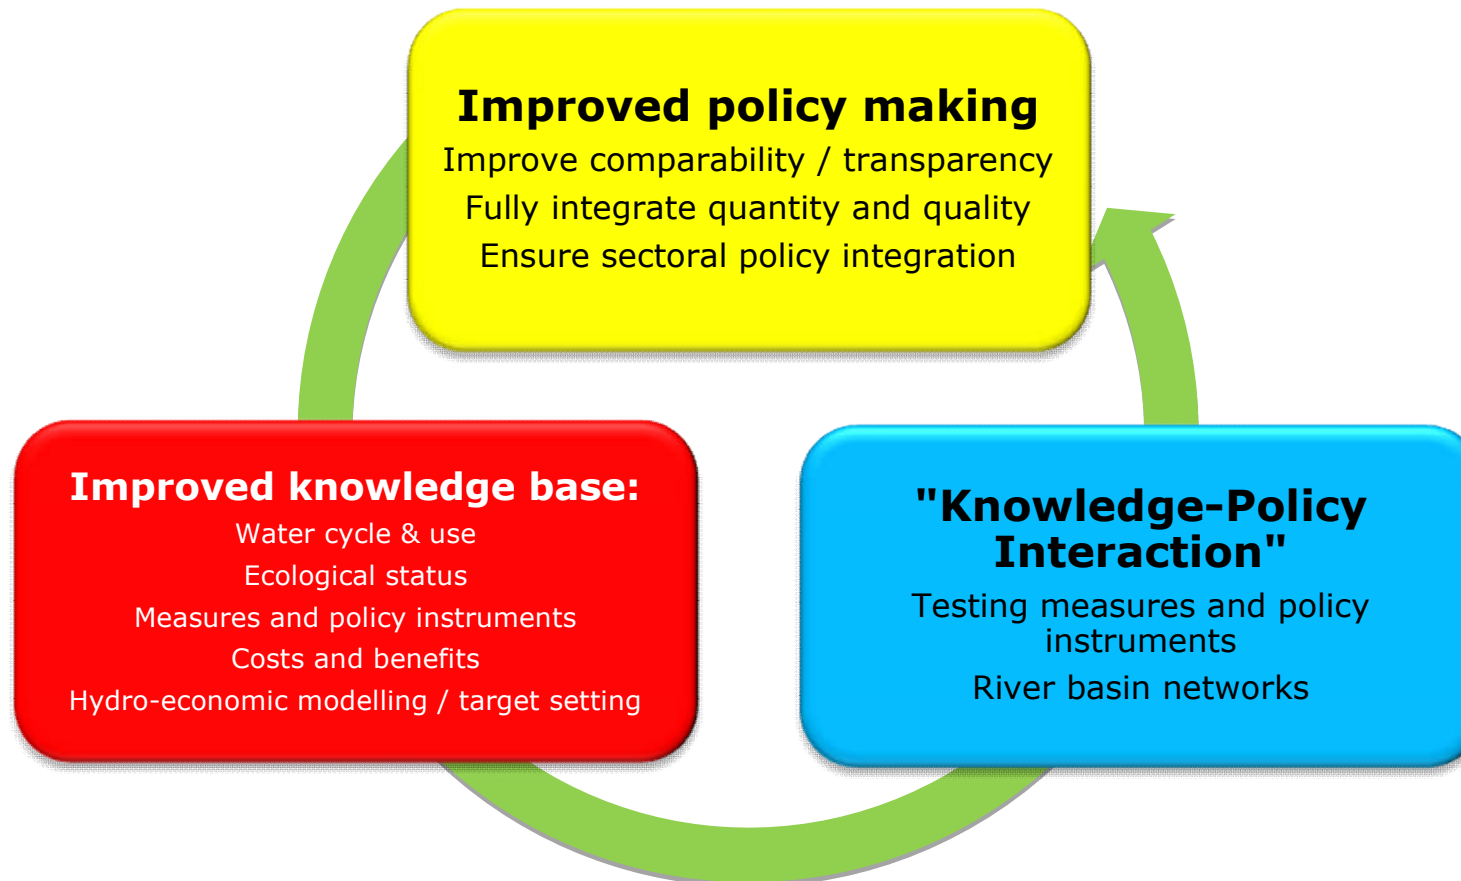 Improved policy making
Improve comparability / transparency
Fully integrate quantity and quality
Ensure sectoral policy integration
Improved knowledge base:
Water cycle & use
Ecological status
Measures and policy instruments
Costs and benefits
Hydro-economic modelling / target setting
"Knowledge-Policy
Interaction"
Testing measures and policy
instruments
River basin networks